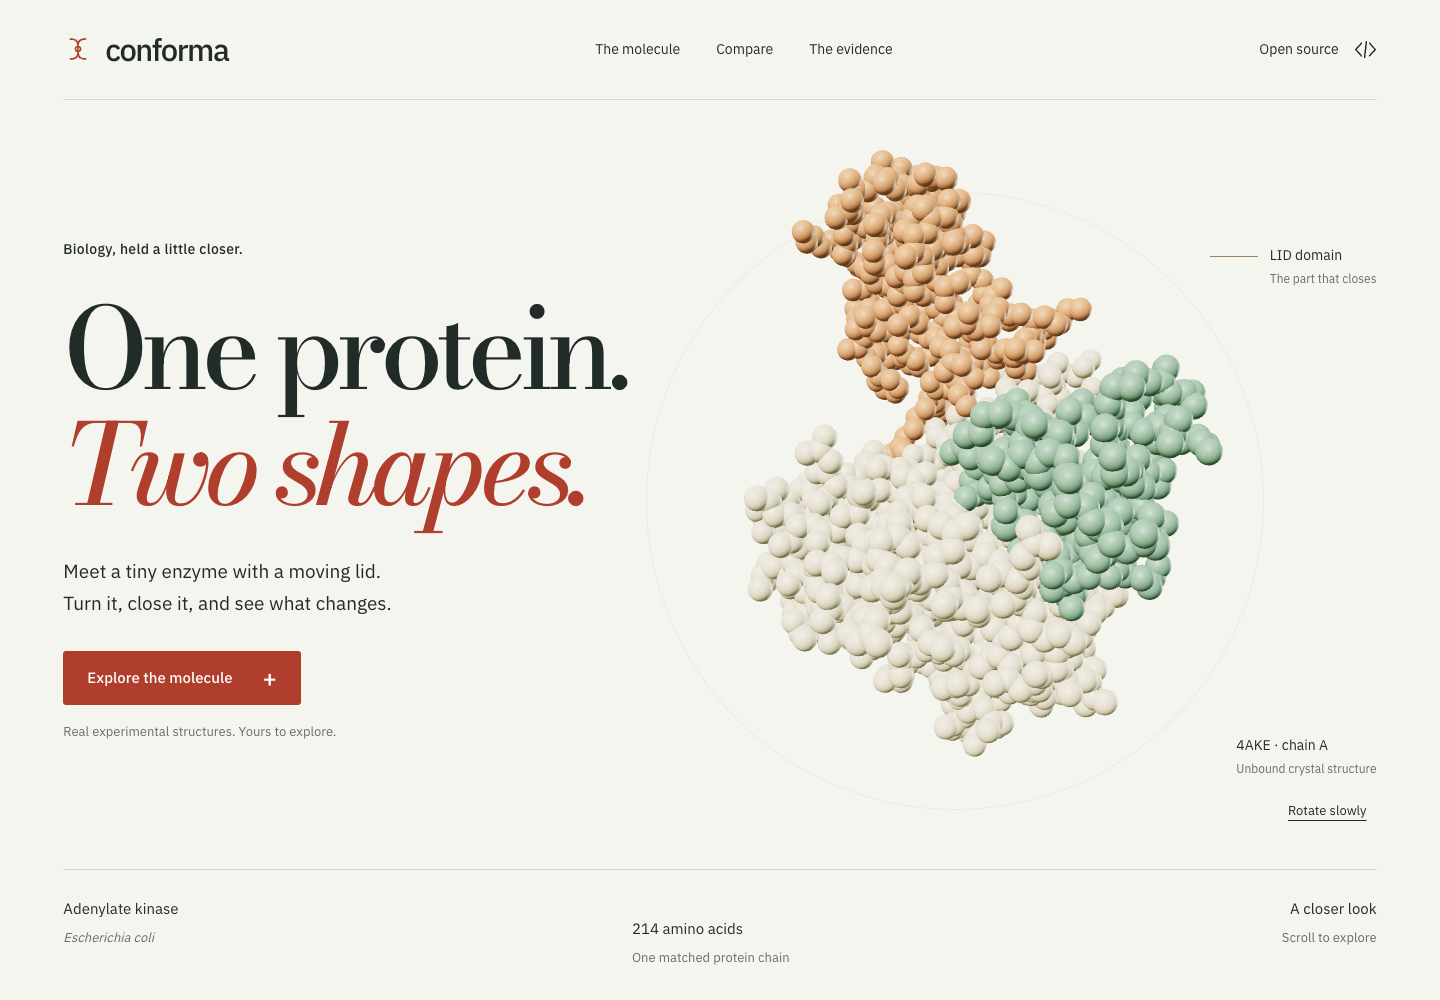 conforma
The molecule
Compare
The evidence
Open source
Biology, held a little closer.
One protein.
Two shapes.
Meet a tiny enzyme with a moving lid.
Turn it, close it, and see what changes.
Explore the molecule +
Real experimental structures. Yours to explore.
LID domain
The part that closes
4AKE · chain A
Unbound crystal structure
Rotate slowly
Adenylate kinase
Escherichia coli
214 amino acids
One matched protein chain
A closer look
Scroll to explore